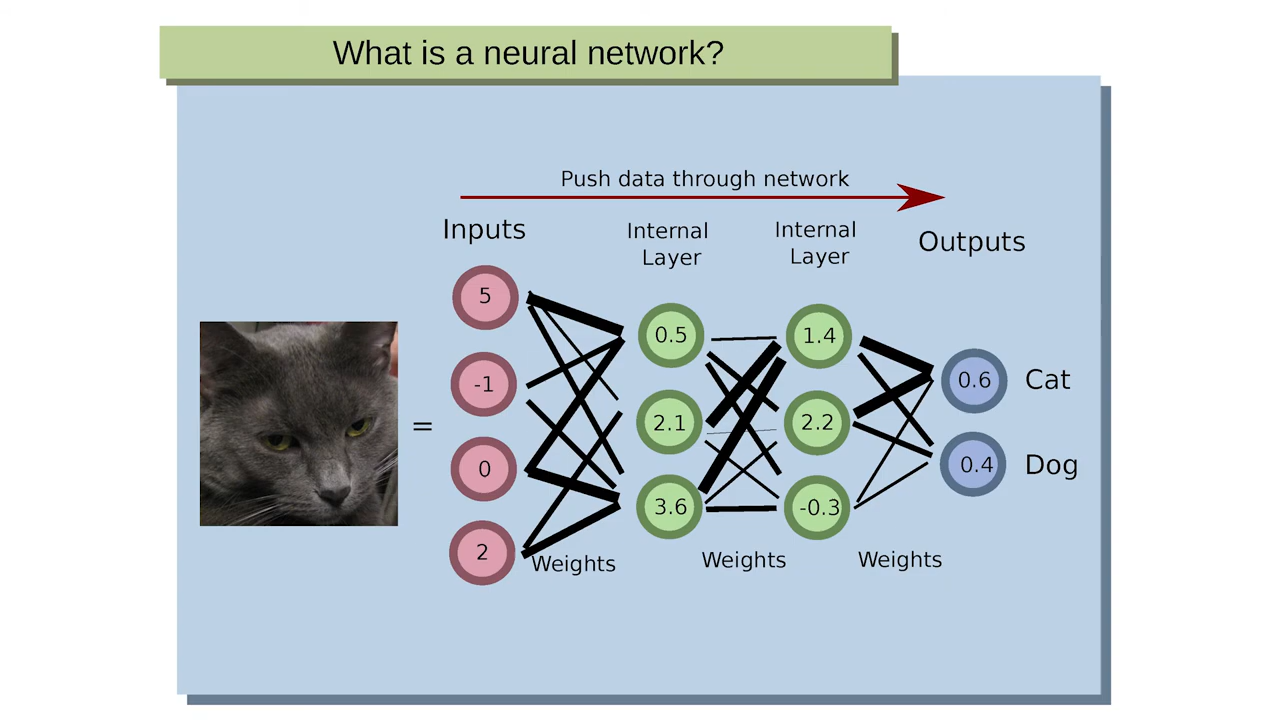 What is a neural network?
Push data through network
Inputs
Internal
Layer
Internal
Layer
Outputs
5
-1
0
2
=
0.5
2.1
3.6
1.4
2.2
-0.3
0.6
Cat
0.4
Dog
Weights
Weights
Weights